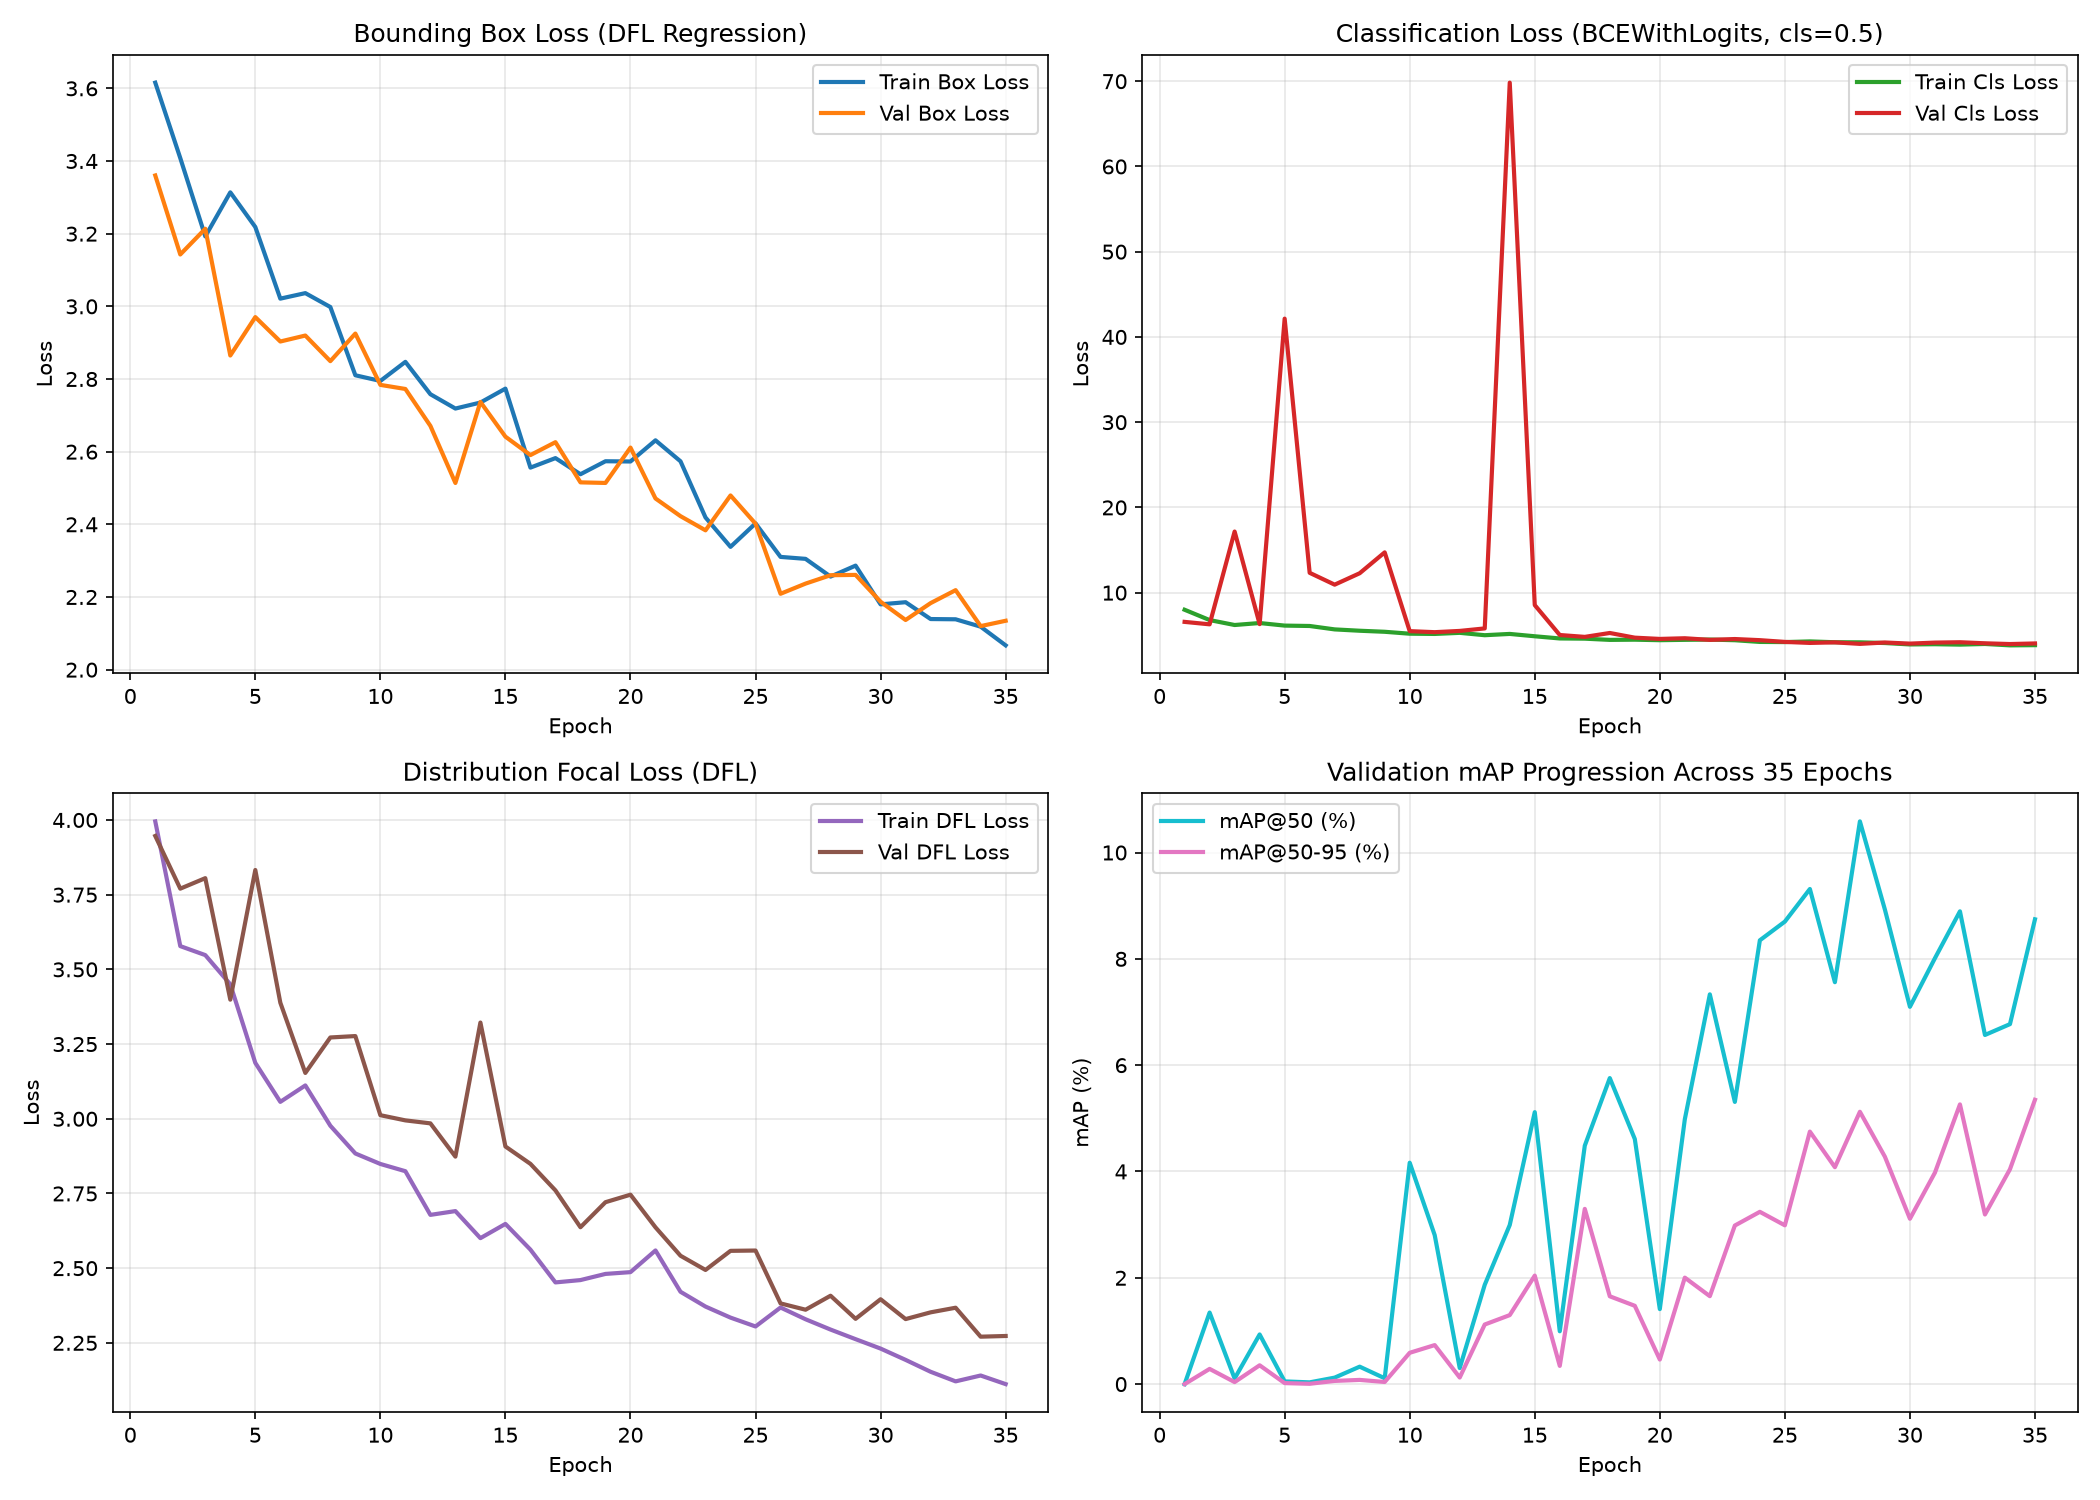 Bounding Box Loss (DFL Regression)
Train Box Loss
Val Box Loss
Loss
3.6
3.4
3.2
3.0
2.8
2.6
2.4
2.2
2.0
0 5 10 15 20 25 30 35
Epoch
Classification Loss (BCEWithLogits, cls=0.5)
Train Cls Loss
Val Cls Loss
Loss
70
60
50
40
30
20
10
0 5 10 15 20 25 30 35
Epoch
Distribution Focal Loss (DFL)
Train DFL Loss
Val DFL Loss
Loss
4.00
3.75
3.50
3.25
3.00
2.75
2.50
2.25
0 5 10 15 20 25 30 35
Epoch
Validation mAP Progression Across 35 Epochs
mAP@50 (%)
mAP@50-95 (%)
mAP (%)
10
8
6
4
2
0
0 5 10 15 20 25 30 35
Epoch